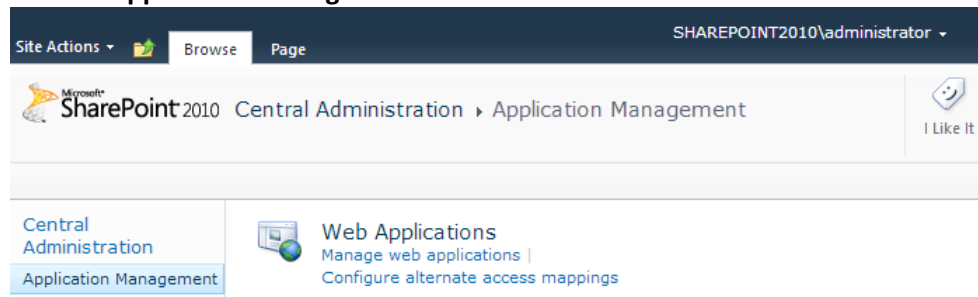 SHAREPOINT2010\administrator
Site Actions Browse Page
Microsoft
SharePoint 2010 Central Administration Application Management
I Like It
Central
Administration
Application Management
Web Applications
Manage web applications |
Configure alternate access mappings